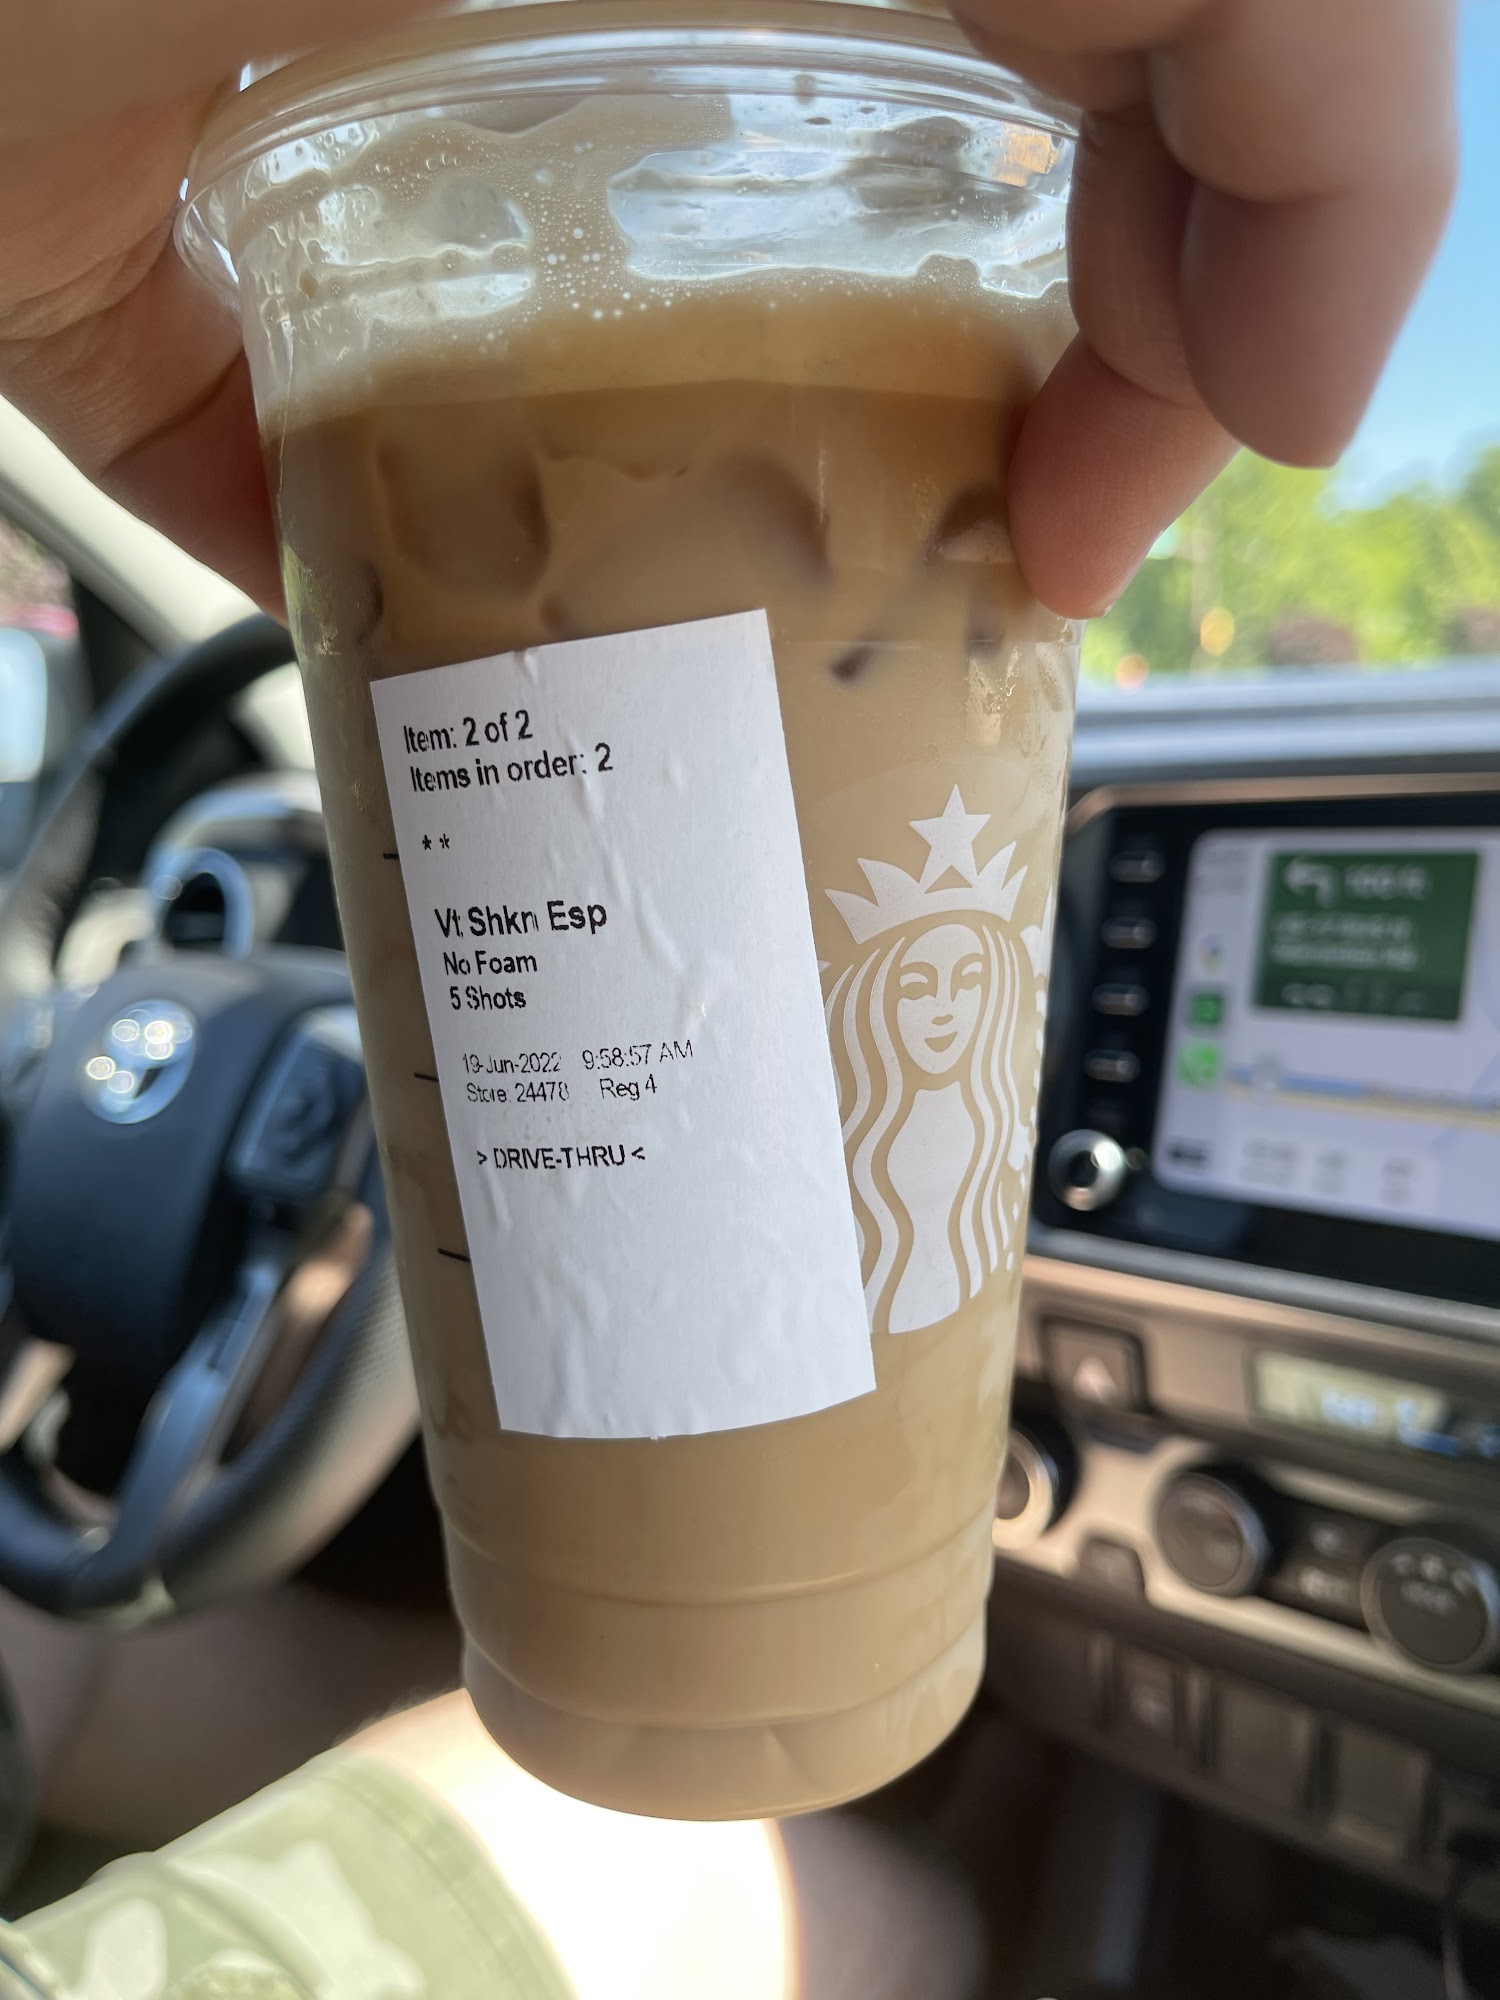 Item: 2 of 2
Items in order: 2
* *
Vt Shkn Esp
No Foam
5 Shots
19-Jun-2022 9:58:57 AM
Store: 24478 Reg 4
> DRIVE-THRU <